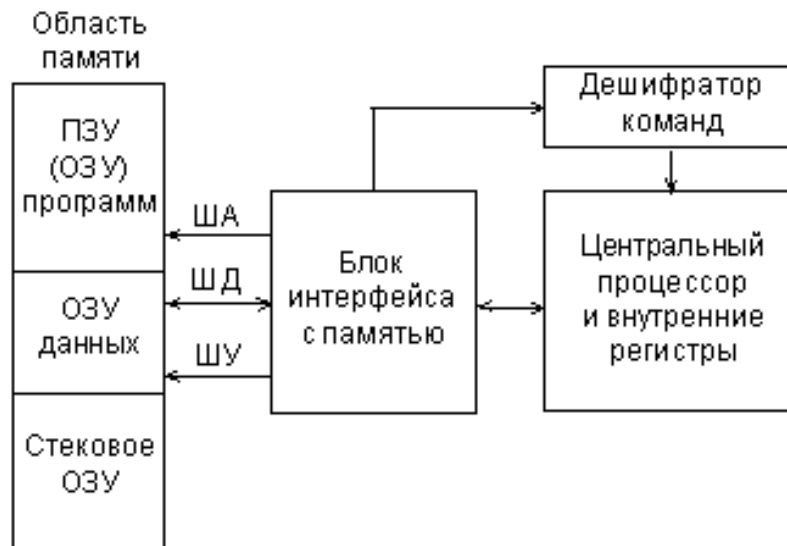 Область
памяти
ПЗУ
(ОЗУ)
программ
ОЗУ
данных
Стековое
ОЗУ
ША
ШД
ШУ
Блок
интерфейса
с памятью
Дешифратор
команд
Центральный
процессор
и внутренние
регистры